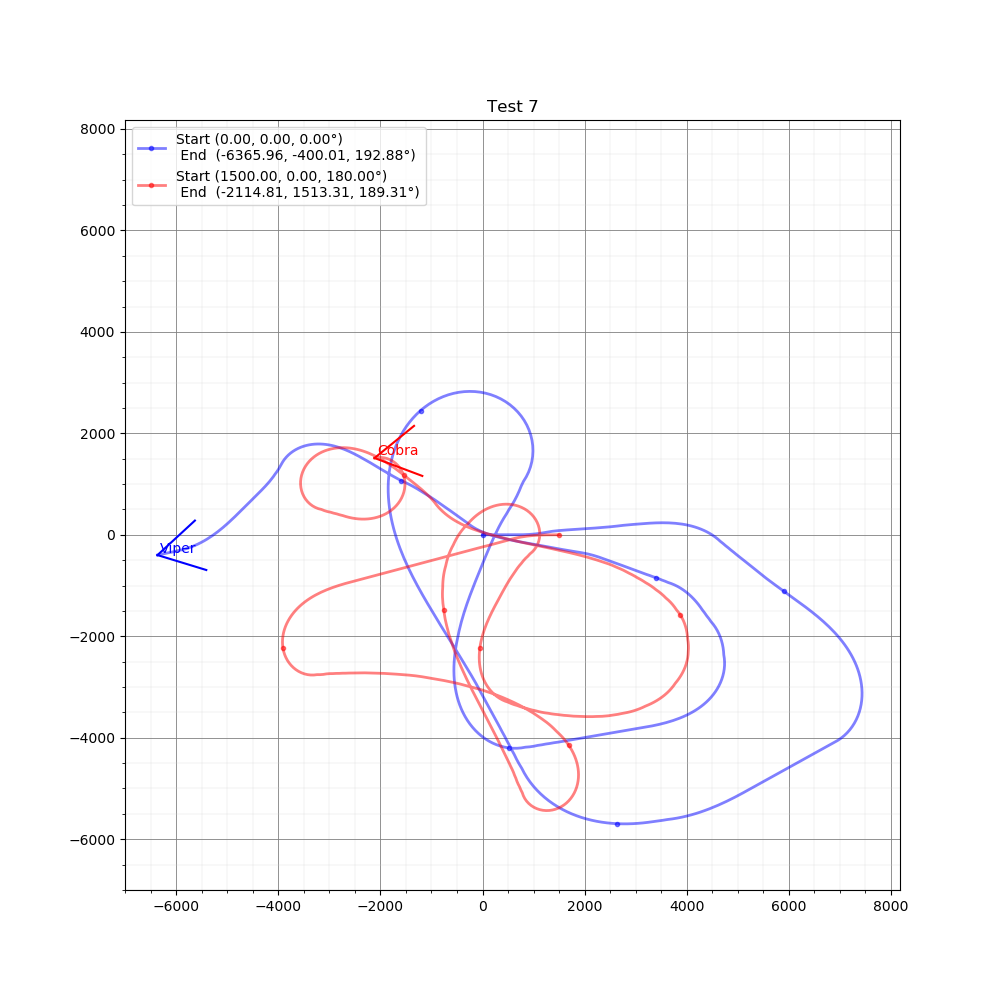 Test 7
Start (0.00, 0.00, 0.00°)
End  (-6365.96, -400.01, 192.88°)
Start (1500.00, 0.00, 180.00°)
End  (-2114.81, 1513.31, 189.31°)
8000
6000
4000
2000
0
−2000
−4000
−6000
Cobra
Viper
−6000 −4000 −2000 0 2000 4000 6000 8000